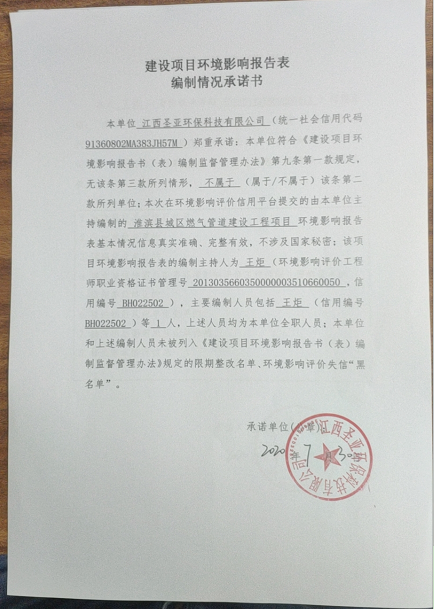 建设项目环境影响报告表
编制情况承诺书
本单位 江西圣亚环保科技有限公司（统一社会信用代码
91360802MA383JH57M）郑重承诺：本单位符合《建设项目环
境影响报告书（表）编制监督管理办法》第九条第一款规定，
无该条第三款所列情形， 不属于 （属于/不属于）该条第二
款所列单位；本次在环境影响评价信用平台提交的由本单位主
持编制的 淮滨县城区燃气管道建设工程项目 环境影响报告
表基本情况信息真实准确、完整有效，不涉及国家秘密；该项
目环境影响报告表的编制主持人为 王炬 （环境影响评价工程
师职业资格证书管理号 2013035660350000003510660050，信
用编号 BH022502 ），主要编制人员包括 王炬 （信用编号
BH022502 ）等 1 人，上述人员均为本单位全职人员；本单位
和上述编制人员未被列入《建设项目环境影响报告书（表）编
制监督管理办法》规定的限期整改名单、环境影响评价失信“黑
名单”。
承诺单位(公章)：
2020年7月30日
江西圣亚环保科技有限公司